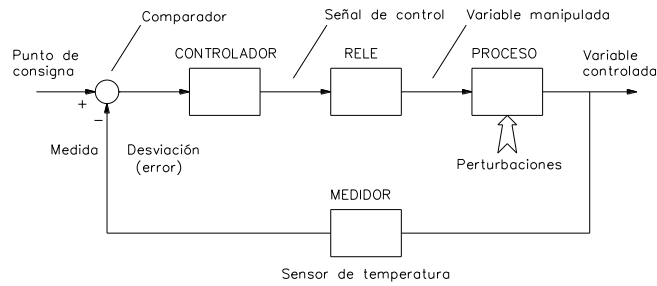 Comparador
Señal de control
Variable manipulada
Punto de
consigna
CONTROLADOR
RELE
PROCESO
Variable
controlada
+
−
Medida
Desviación
(error)
Perturbaciones
MEDIDOR
Sensor de temperatura